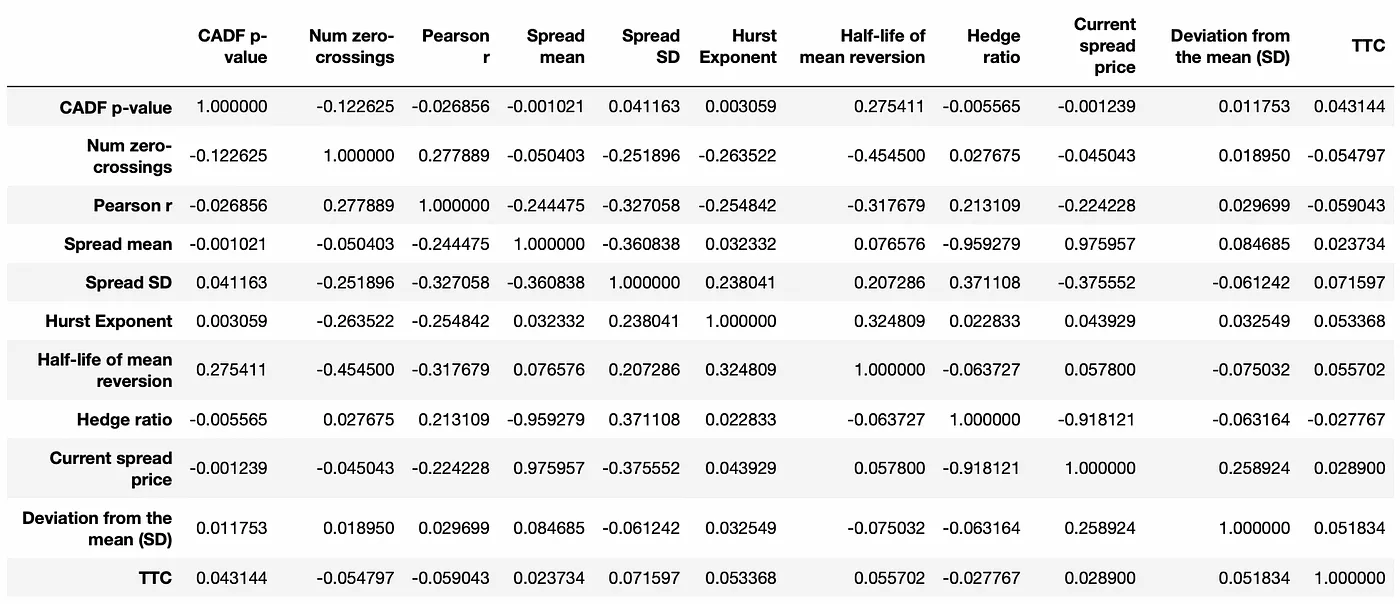 CADF p-value Num zero-crossings Pearson r Spread mean Spread SD Hurst Exponent Half-life of mean reversion Hedge ratio Current spread price Deviation from the mean (SD) TTC
CADF p-value 1.000000 -0.122625 -0.026856 -0.001021 0.041163 0.003059 0.275411 -0.005565 -0.001239 0.011753 0.043144
Num zero-crossings -0.122625 1.000000 0.277889 -0.050403 -0.251896 -0.263522 -0.454500 0.027675 -0.045043 0.018950 -0.054797
Pearson r -0.026856 0.277889 1.000000 -0.244475 -0.327058 -0.254842 -0.317679 0.213109 -0.224228 0.029699 -0.059043
Spread mean -0.001021 -0.050403 -0.244475 1.000000 -0.360838 0.032332 0.076576 -0.959279 0.975957 0.084685 0.023734
Spread SD 0.041163 -0.251896 -0.327058 -0.360838 1.000000 0.238041 0.207286 0.371108 -0.375552 -0.061242 0.071597
Hurst Exponent 0.003059 -0.263522 -0.254842 0.032332 0.238041 1.000000 0.324809 0.022833 0.043929 0.032549 0.053368
Half-life of mean reversion 0.275411 -0.454500 -0.317679 0.076576 0.207286 0.324809 1.000000 -0.063727 0.057800 -0.075032 0.055702
Hedge ratio -0.005565 0.027675 0.213109 -0.959279 0.371108 0.022833 -0.063727 1.000000 -0.918121 -0.063164 -0.027767
Current spread price -0.001239 -0.045043 -0.224228 0.975957 -0.375552 0.043929 0.057800 -0.918121 1.000000 0.258924 0.028900
Deviation from the mean (SD) 0.011753 0.018950 0.029699 0.084685 -0.061242 0.032549 -0.075032 -0.063164 0.258924 1.000000 0.051834
TTC 0.043144 -0.054797 -0.059043 0.023734 0.071597 0.053368 0.055702 -0.027767 0.028900 0.051834 1.000000